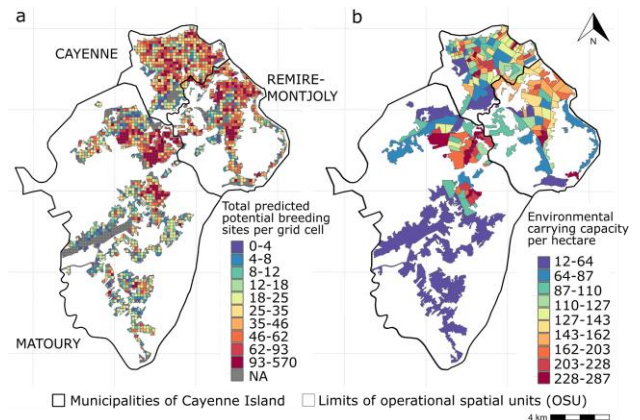 a
CAYENNE
REMIRE-
MONTJOLY
MATOURY
Total predicted
potential breeding
sites per grid cell
0-4
4-8
8-12
12-18
18-25
25-35
35-46
46-62
62-93
93-570
NA
b
N
Environmental
carrying capacity
per hectare
12-64
64-87
87-110
110-127
127-143
143-162
162-203
203-228
228-287
Municipalities of Cayenne Island
Limits of operational spatial units (OSU)
4 km